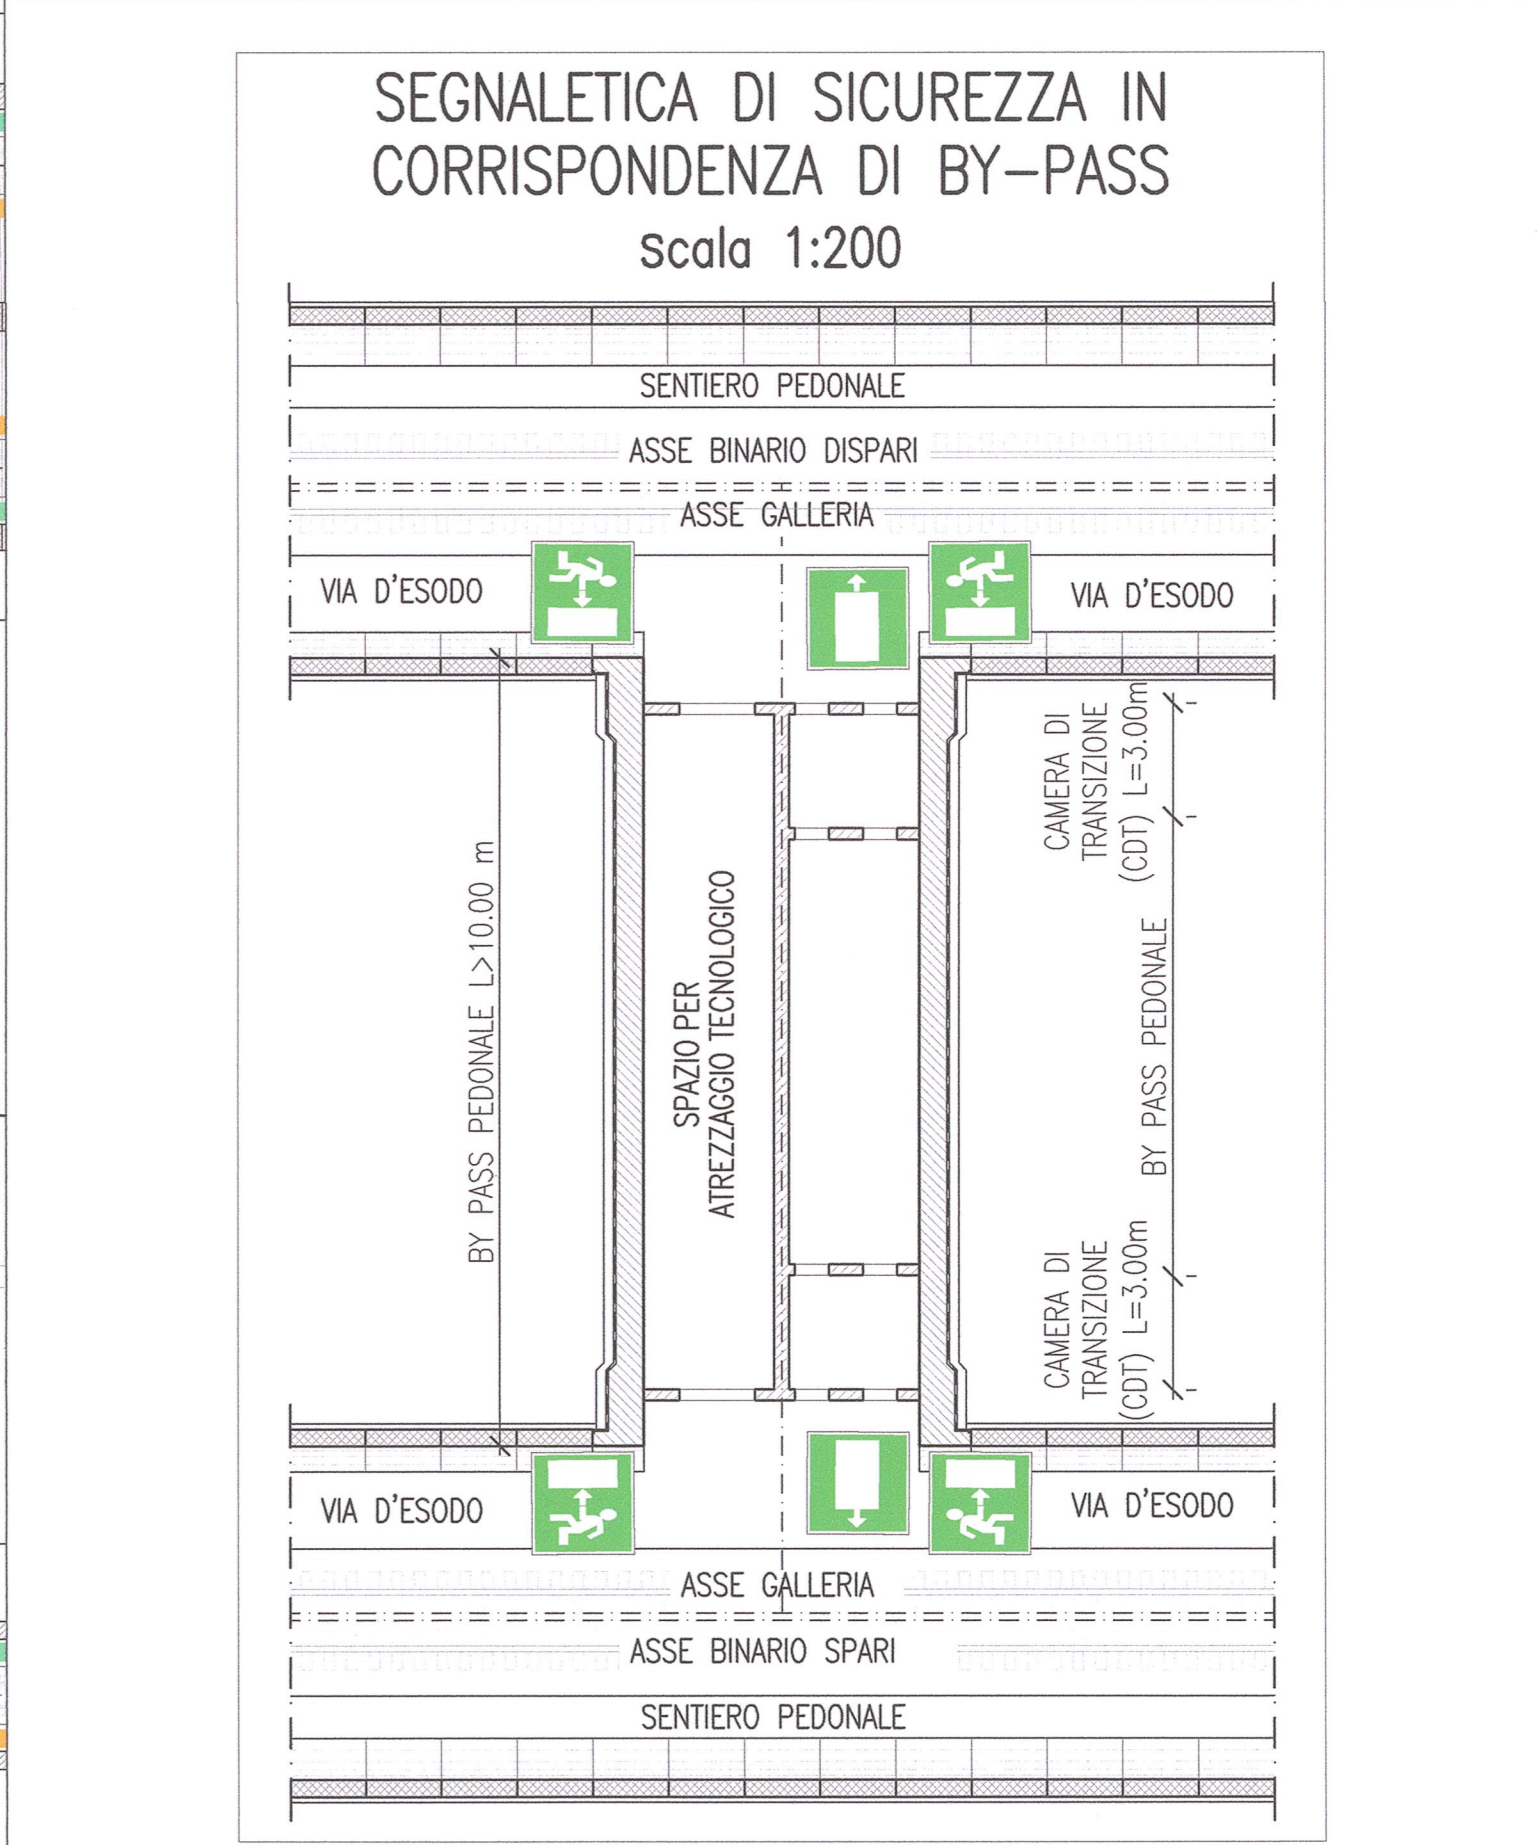 SEGNALETICA DI SICUREZZA IN
CORRISPONDENZA DI BY-PASS
scala 1:200
SENTIERO PEDONALE
ASSE BINARIO DISPARI
ASSE GALLERIA
VIA D'ESODO
VIA D'ESODO
CAMERA DI
TRANSIZIONE
(CDT) L=3.00m
BY PASS PEDONALE L>10.00 m
SPAZIO PER
ATREZZAGGIO TECNOLOGICO
BY PASS PEDONALE
CAMERA DI
TRANSIZIONE
(CDT) L=3.00m
VIA D'ESODO
VIA D'ESODO
ASSE GALLERIA
ASSE BINARIO SPARI
SENTIERO PEDONALE